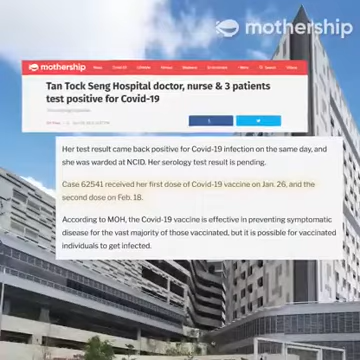 mothership
mothership
Tan Tock Seng Hospital doctor, nurse & 3 patients
test positive for Covid-19
Her test result came back positive for Covid-19 infection on the same day, and
she was warded at NCID. Her serology test result is pending.
Case 62541 received her first dose of Covid-19 vaccine on Jan. 26, and the
second dose on Feb. 18.
According to MOH, the Covid-19 vaccine is effective in preventing symptomatic
disease for the vast majority of those vaccinated, but it is possible for vaccinated
individuals to get infected.